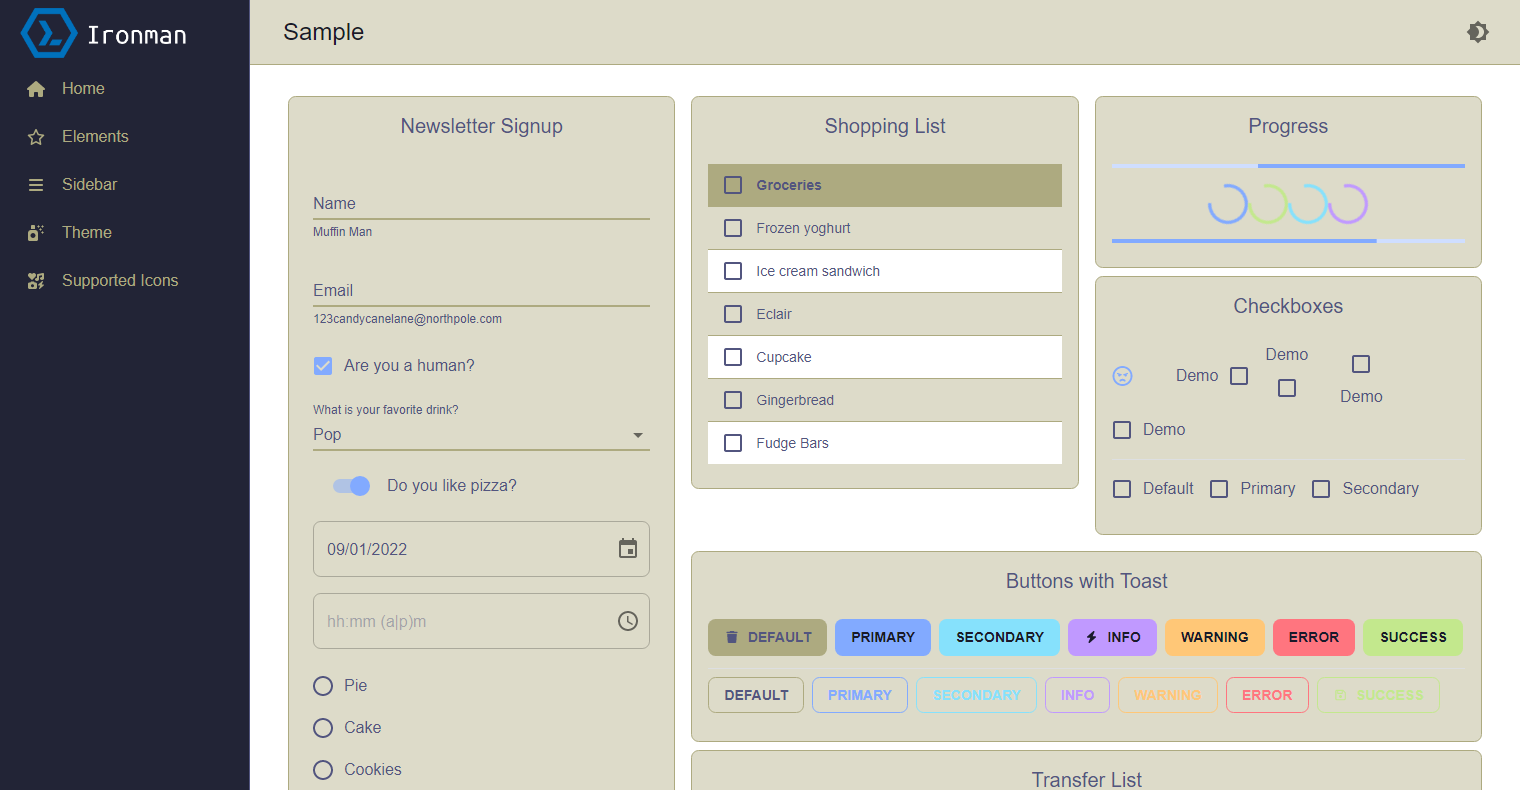 Ironman
Home
Elements
Sidebar
Theme
Supported Icons
Sample
Newsletter Signup
Name
Muffin Man
Email
123candycanelane@northpole.com
Are you a human?
What is your favorite drink?
Pop
Do you like pizza?
09/01/2022
hh:mm (a|p)m
Pie
Cake
Cookies
Shopping List
Groceries
Frozen yoghurt
Ice cream sandwich
Eclair
Cupcake
Gingerbread
Fudge Bars
Progress
Checkboxes
Demo
Demo
Demo
Demo
Default Primary Secondary
Buttons with Toast
DEFAULT PRIMARY SECONDARY INFO WARNING ERROR SUCCESS
DEFAULT PRIMARY SECONDARY INFO WARNING ERROR SUCCESS
Transfer List